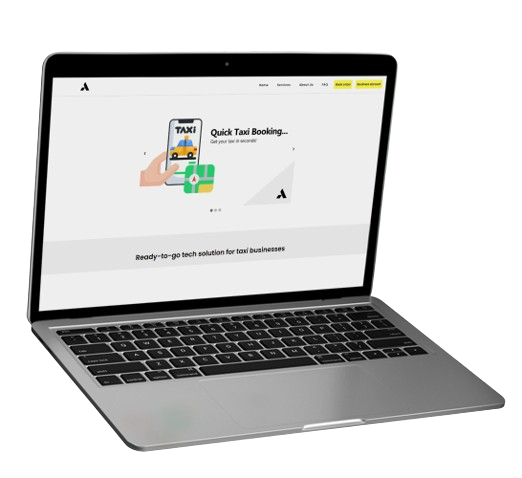 Home
Services
About Us
FAQ
Book a taxi
Business Account
TAXi
Quick Taxi Booking...
Get your taxi in seconds!
Ready-to-go tech solution for taxi businesses